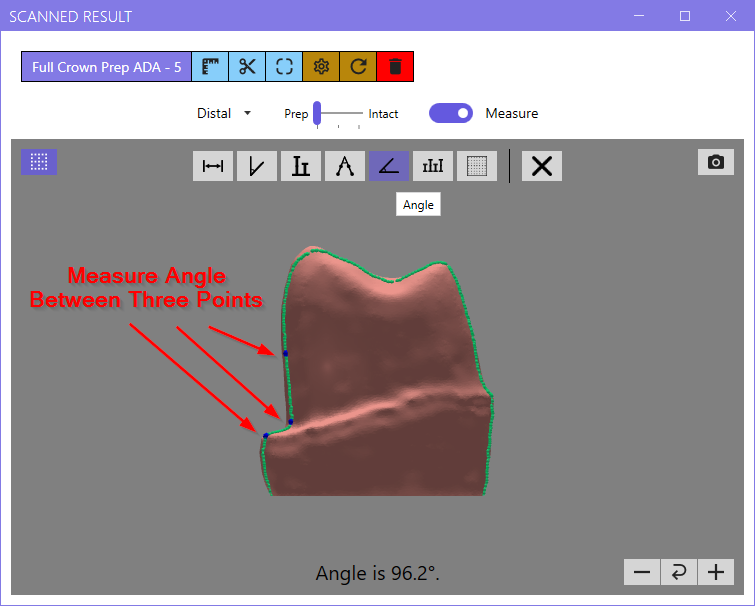 SCANNED RESULT
Full Crown Prep ADA - 5
Distal
Prep
Intact
Measure
Angle
Measure Angle
Between Three Points
Angle is 96.2°.